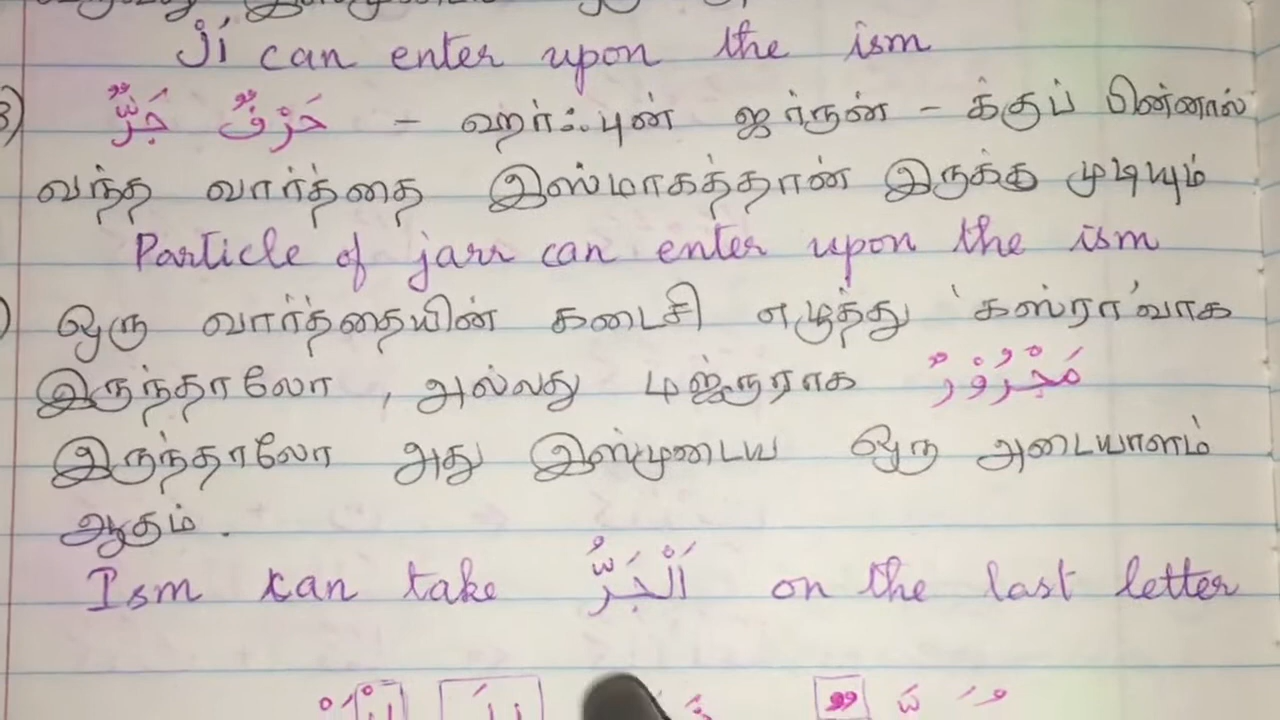 اَلْ can enter upon the ism
3) حَرْفٌ جَرٌّ - ஹர்ஃபுன் ஜர்ருன் - க்குப் பின்னால்
வந்த வார்த்தை இஸ்மாகத்தான் இருக்க முடியும்
Particle of jarr can enter upon the ism
) ஒரு வார்த்தையின் கடைசி எழுத்து 'கஸ்ரா'வாக
இருந்தாலோ, அல்லது மஜ்ரூராக مَجْرُوْرٌ
இருந்தாலோ அது இஸ்முடைய ஒரு அடையாளம்
ஆகும்.
Ism can take اَلْجَرُّ on the last letter